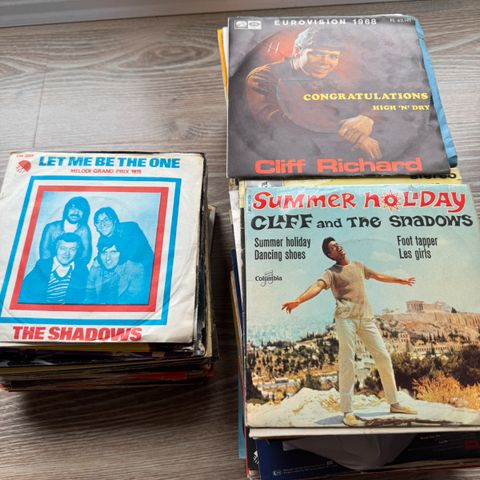 LET ME BE THE ONE
MELODI GRAND PRIX 1975
THE SHADOWS
EUROVISION 1968
CONGRATULATIONS
HIGH 'N' DRY
Cliff Richard
SUMMER HOLiDAY
CLiFF and THE SHADOWS
Summer holiday
Dancing shoes
Foot tapper
Les girls
Columbia